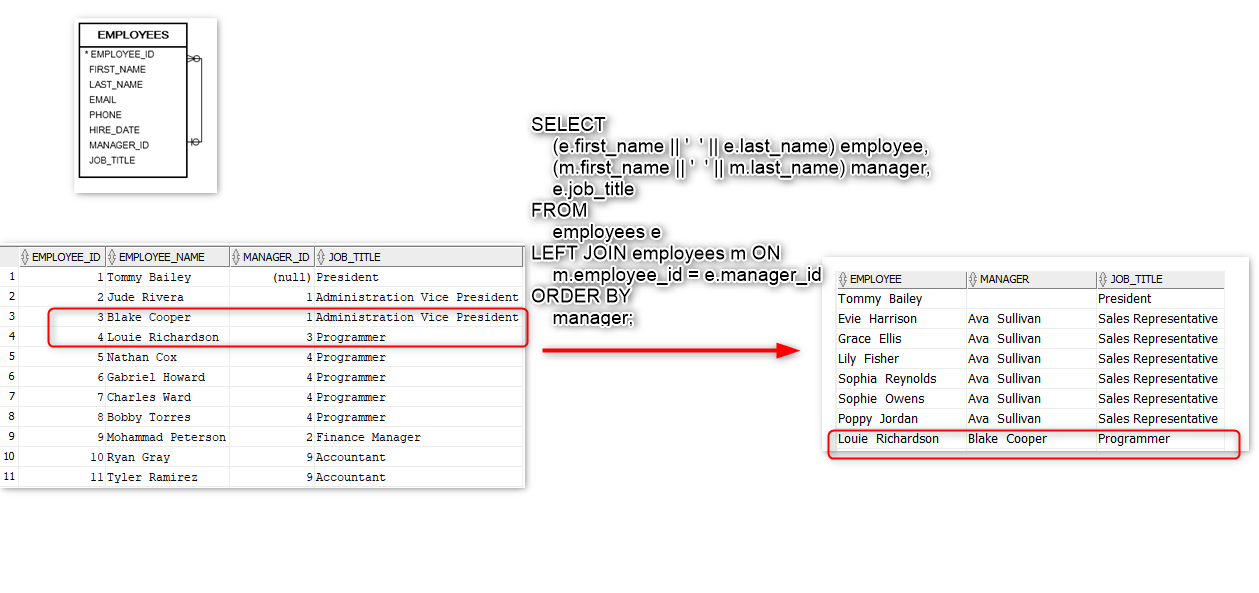 EMPLOYEES
* EMPLOYEE_ID
FIRST_NAME
LAST_NAME
EMAIL
PHONE
HIRE_DATE
MANAGER_ID
JOB_TITLE
SELECT
(e.first_name || '  ' || e.last_name) employee,
(m.first_name || '  ' || m.last_name) manager,
e.job_title
FROM
employees e
LEFT JOIN employees m ON
m.employee_id = e.manager_id
ORDER BY
manager;
EMPLOYEE_ID EMPLOYEE_NAME MANAGER_ID JOB_TITLE
1 1 Tommy Bailey (null) President
2 2 Jude Rivera 1 Administration Vice President
3 3 Blake Cooper 1 Administration Vice President
4 4 Louie Richardson 3 Programmer
5 5 Nathan Cox 4 Programmer
6 6 Gabriel Howard 4 Programmer
7 7 Charles Ward 4 Programmer
8 8 Bobby Torres 4 Programmer
9 9 Mohammad Peterson 2 Finance Manager
10 10 Ryan Gray 9 Accountant
11 11 Tyler Ramirez 9 Accountant
EMPLOYEE MANAGER JOB_TITLE
Tommy Bailey President
Evie Harrison Ava Sullivan Sales Representative
Grace Ellis Ava Sullivan Sales Representative
Lily Fisher Ava Sullivan Sales Representative
Sophia Reynolds Ava Sullivan Sales Representative
Sophie Owens Ava Sullivan Sales Representative
Poppy Jordan Ava Sullivan Sales Representative
Louie Richardson Blake Cooper Programmer